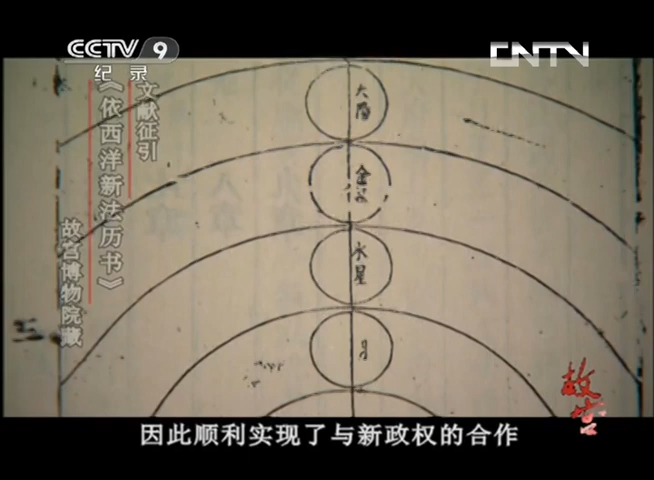 CCTV 9
纪录
CNTV
文献征引
《依西洋新法历书》
故宫博物院藏
太陽
金星
水星
月
故宫
因此顺利实现了与新政权的合作